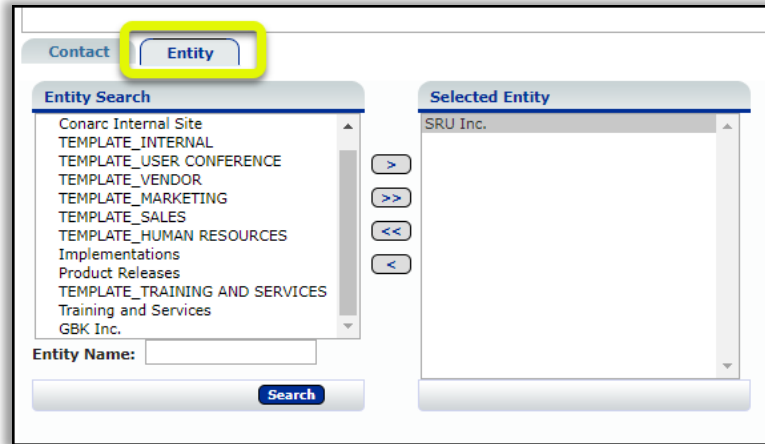 Contact
Entity
Entity Search
Conarc Internal Site
TEMPLATE_INTERNAL
TEMPLATE_USER CONFERENCE
TEMPLATE_VENDOR
TEMPLATE_MARKETING
TEMPLATE_SALES
TEMPLATE_HUMAN RESOURCES
Implementations
Product Releases
TEMPLATE_TRAINING AND SERVICES
Training and Services
GBK Inc.
Entity Name:
Search
>
>>
<<
<
Selected Entity
SRU Inc.